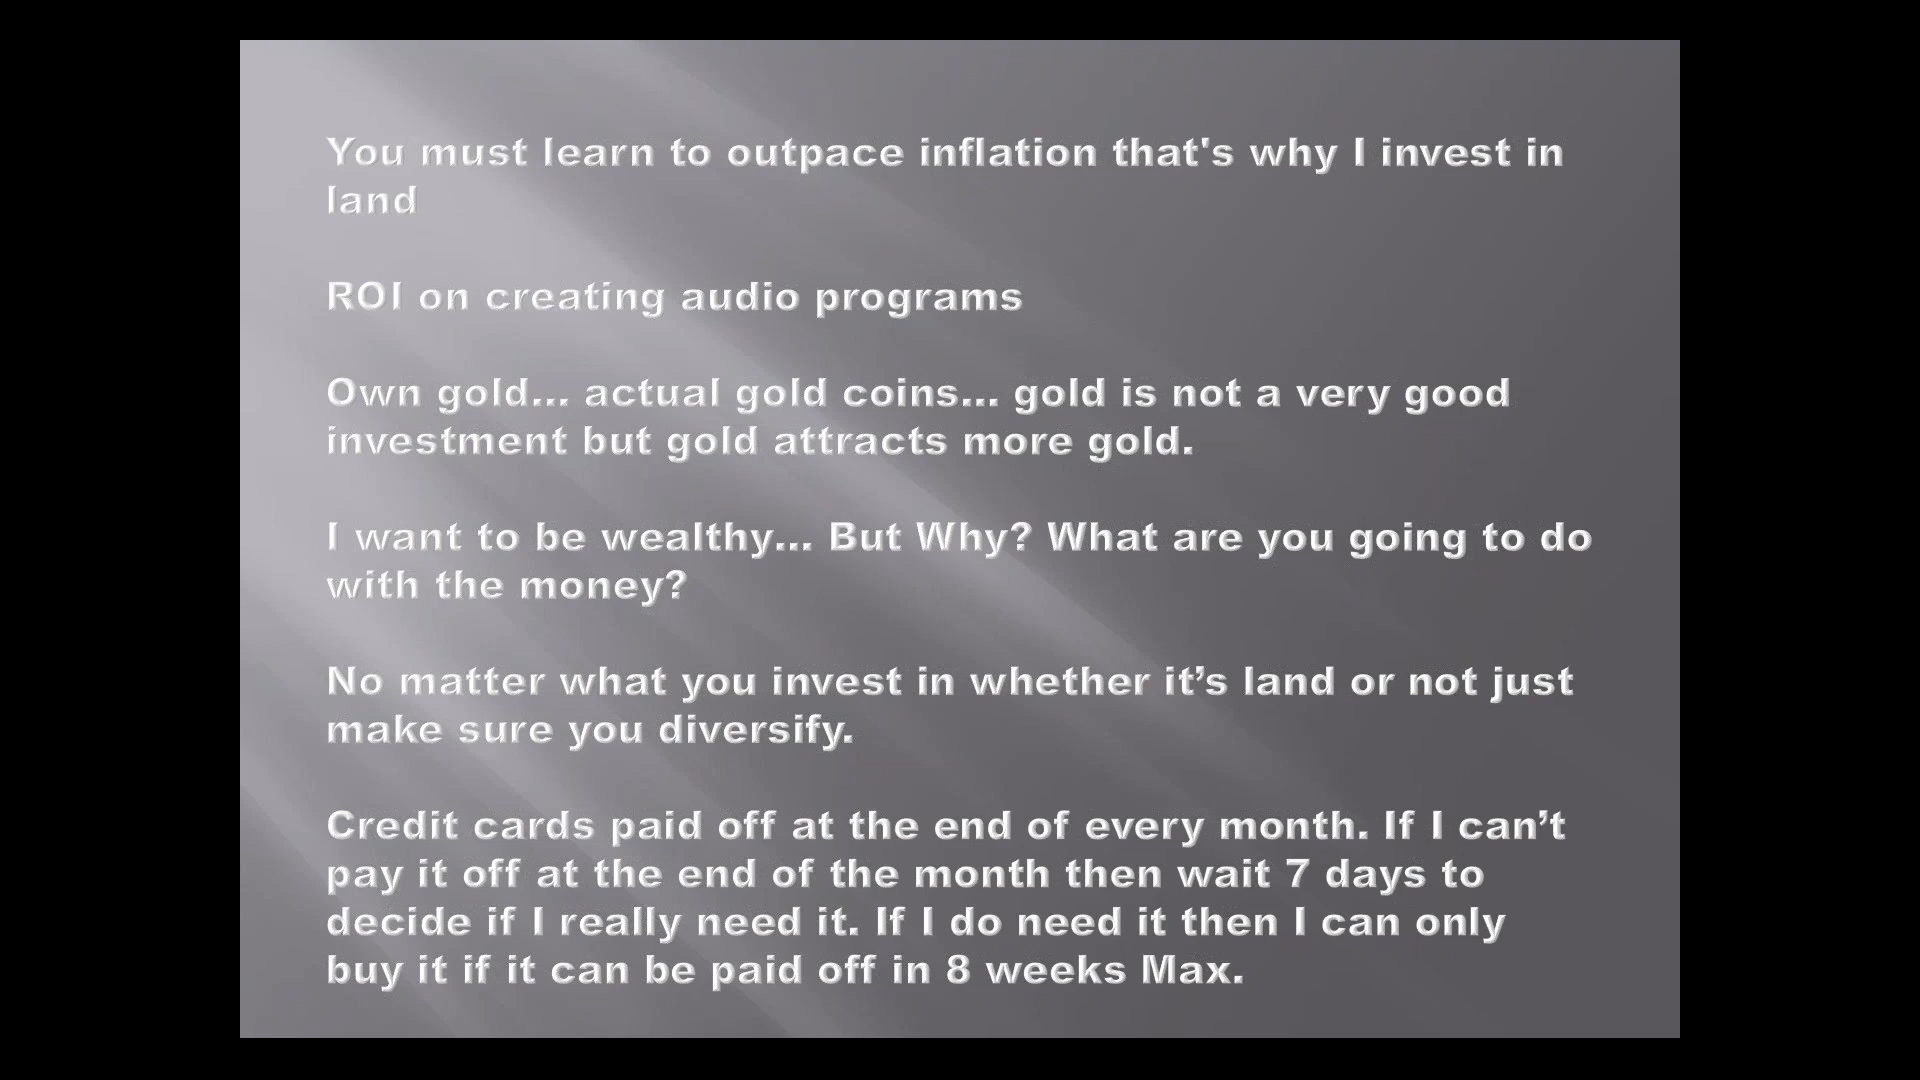 You must learn to outpace inflation that's why I invest in
land
ROI on creating audio programs
Own gold... actual gold coins... gold is not a very good
investment but gold attracts more gold.
I want to be wealthy... But Why? What are you going to do
with the money?
No matter what you invest in whether it’s land or not just
make sure you diversify.
Credit cards paid off at the end of every month. If I can’t
pay it off at the end of the month then wait 7 days to
decide if I really need it. If I do need it then I can only
buy it if it can be paid off in 8 weeks Max.